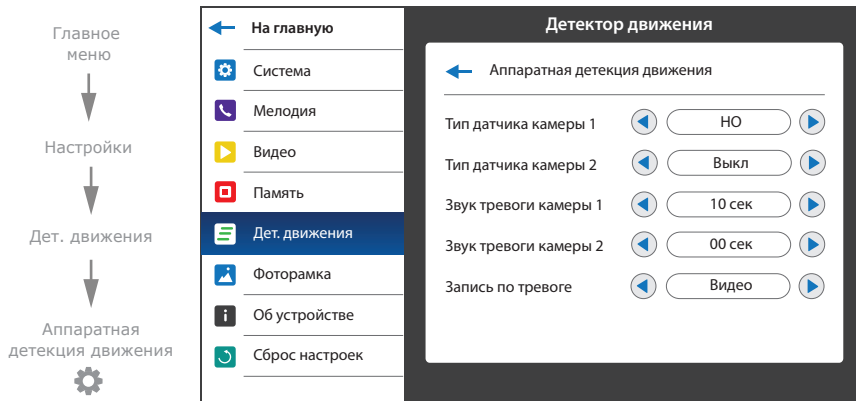 Главное
меню
Настройки
Дет. движения
Аппаратная
детекция движения
На главную
Система
Мелодия
Видео
Память
Дет. движения
Фоторамка
Об устройстве
Сброс настроек
Детектор движения
Аппаратная детекция движения
Тип датчика камеры 1 НО
Тип датчика камеры 2 Выкл
Звук тревоги камеры 1 10 сек
Звук тревоги камеры 2 00 сек
Запись по тревоге Видео